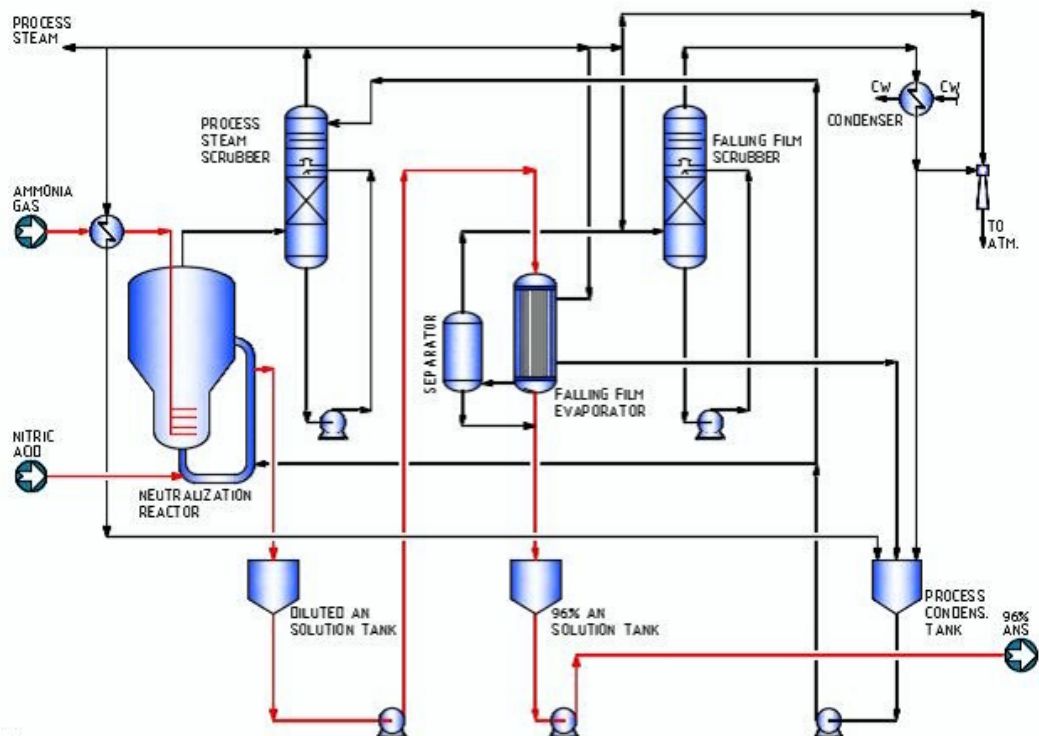 PROCESS
STEAM
PROCESS
STEAM
SCRUBBER
FALLING FILM
SCRUBBER
CW
CW
CONDENSER
AMMONIA
GAS
TO
ATM.
SEPARATOR
FALLING FILM
EVAPORATOR
NITRIC
ACID
NEUTRALIZATION
REACTOR
DILUTED AN
SOLUTION TANK
96% AN
SOLUTION TANK
PROCESS
CONDENS.
TANK
96%
ANS